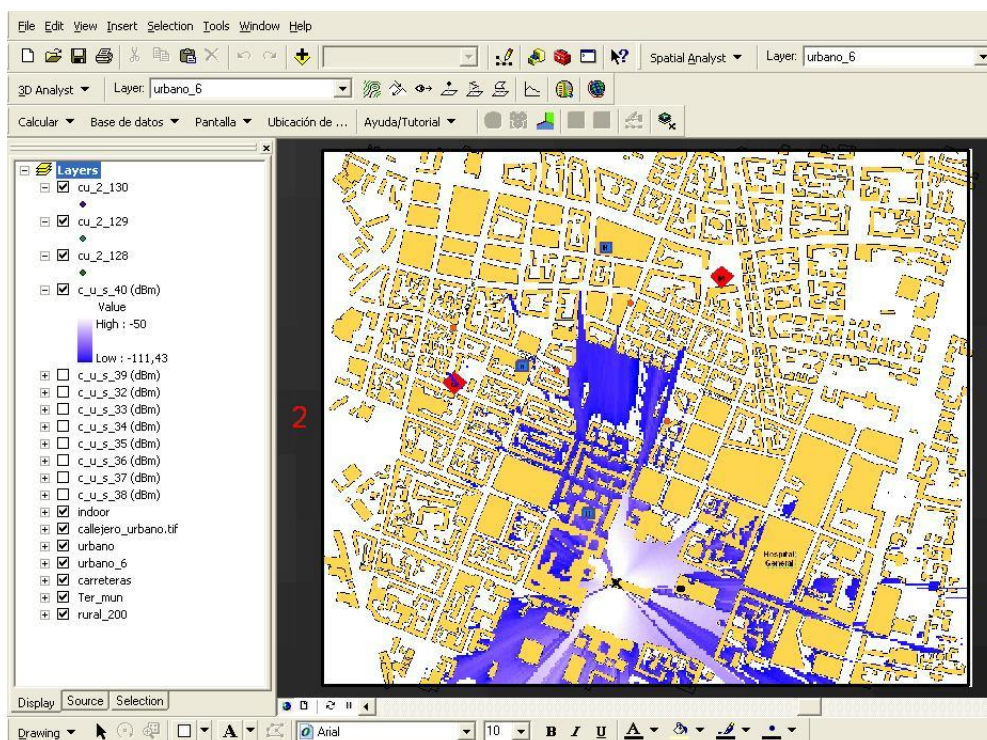 File Edit View Insert Selection Tools Window Help
Spatial Analyst Layer: urbano_6
3D Analyst Layer: urbano_6
Calcular Base de datos Pantalla Ubicación de ... Ayuda/Tutorial
Layers
cu_2_130
cu_2_129
cu_2_128
c_u_s_40 (dBm)
Value
High : -50
Low : -111,43
c_u_s_39 (dBm)
c_u_s_32 (dBm)
c_u_s_33 (dBm)
c_u_s_34 (dBm)
c_u_s_35 (dBm)
c_u_s_36 (dBm)
c_u_s_37 (dBm)
c_u_s_38 (dBm)
indoor
callejero_urbano.tif
urbano
urbano_6
carreteras
Ter_mun
rural_200
2
Hospital
General
Display Source Selection
Drawing A Arial 10 B I U A